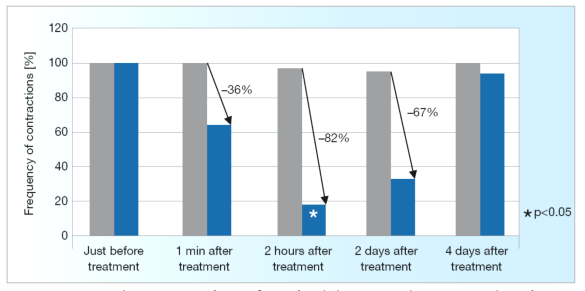 120
100
80
60
40
20
0
Frequency of contractions [%]
–36%
–82%
–67%
*
* p<0.05
Just before treatment
1 min after treatment
2 hours after treatment
2 days after treatment
4 days after treatment